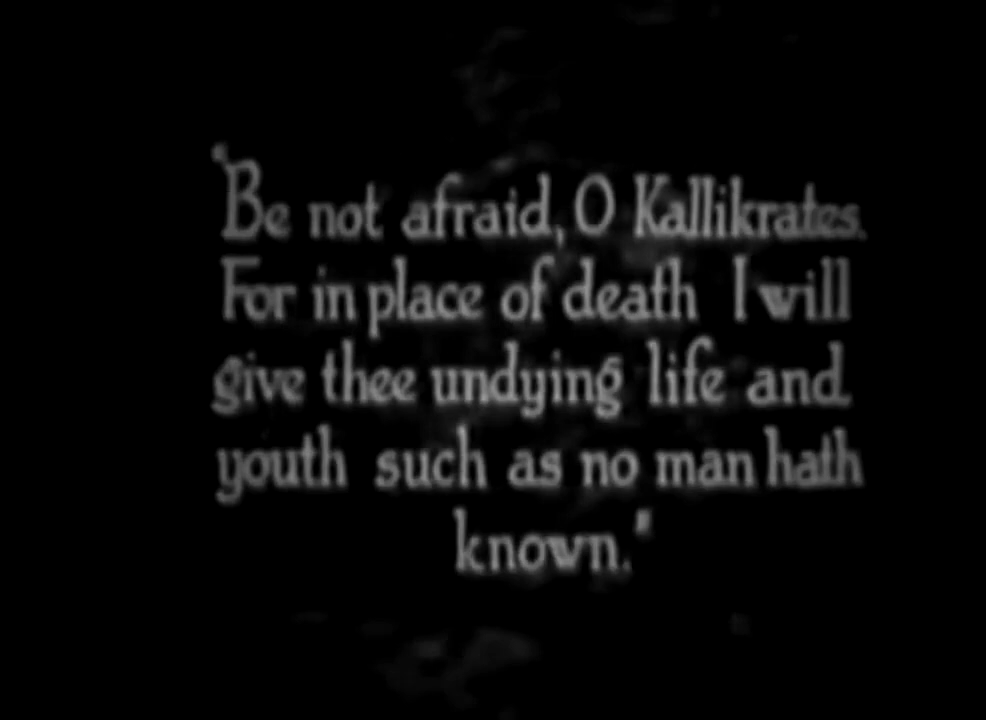 "Be not afraid, O Kallikrates.
For in place of death I will
give thee undying life and
youth such as no man hath
known."